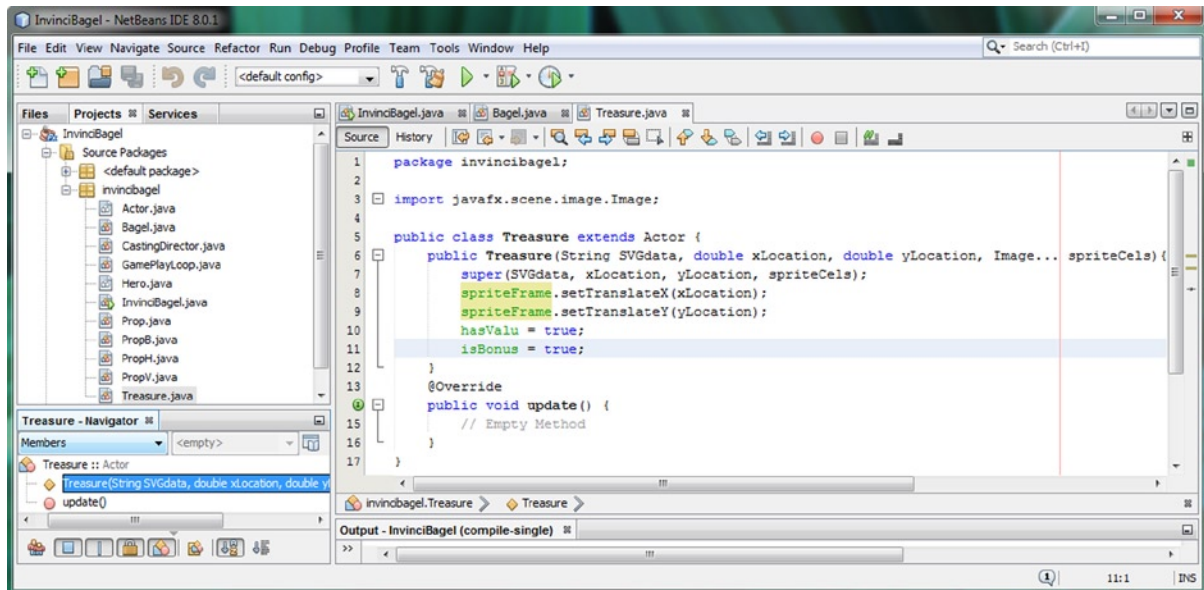 InvinciBagel - NetBeans IDE 8.0.1
File Edit View Navigate Source Refactor Run Debug Profile Team Tools Window Help
Search (Ctrl+I)
<default config>
Files Projects Services
InvinciBagel
Source Packages
<default package>
invincibagel
Actor.java
Bagel.java
CastingDirector.java
GamePlayLoop.java
Hero.java
InvinciBagel.java
Prop.java
PropB.java
PropH.java
PropV.java
Treasure.java
Treasure - Navigator
Members <empty>
Treasure :: Actor
Treasure(String SVGdata, double xLocation, double yl
update()
InvinciBagel.java Bagel.java Treasure.java
Source History
1 package invincibagel;
2
3 import javafx.scene.image.Image;
4
5 public class Treasure extends Actor {
6 public Treasure(String SVGdata, double xLocation, double yLocation, Image... spriteCels){
7 super(SVGdata, xLocation, yLocation, spriteCels);
8 spriteFrame.setTranslateX(xLocation);
9 spriteFrame.setTranslateY(yLocation);
10 hasValu = true;
11 isBonus = true;
12 }
13 @Override
public void update() {
15 // Empty Method
16 }
17 }
invincibagel.Treasure Treasure
Output - InvinciBagel (compile-single)
1 11:1 INS